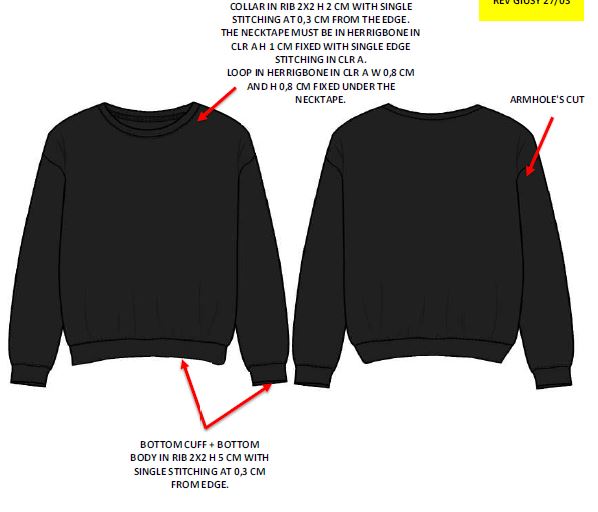 COLLAR IN RIB 2X2 H 2 CM WITH SINGLE
STITCHING AT 0,3 CM FROM THE EDGE.
THE NECKTAPE MUST BE IN HERRIGBONE IN
CLR A H 1 CM FIXED WITH SINGLE EDGE
STITCHING IN CLR A.
LOOP IN HERRIGBONE IN CLR A W 0,8 CM
AND H 0,8 CM FIXED UNDER THE
NECKTAPE.
REV GIOSY 27/03
ARMHOLE'S CUT
BOTTOM CUFF + BOTTOM
BODY IN RIB 2X2 H 5 CM WITH
SINGLE STITCHING AT 0,3 CM
FROM EDGE.